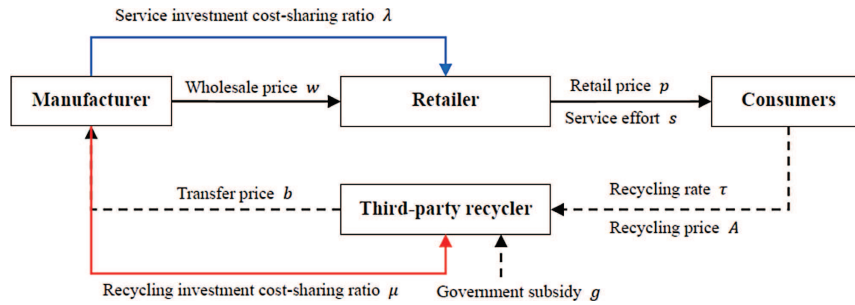 Service investment cost-sharing ratio λ
Manufacturer
Wholesale price w
Retailer
Retail price p
Service effort s
Consumers
Transfer price b
Third-party recycler
Recycling rate τ
Recycling price A
Recycling investment cost-sharing ratio μ
Government subsidy g